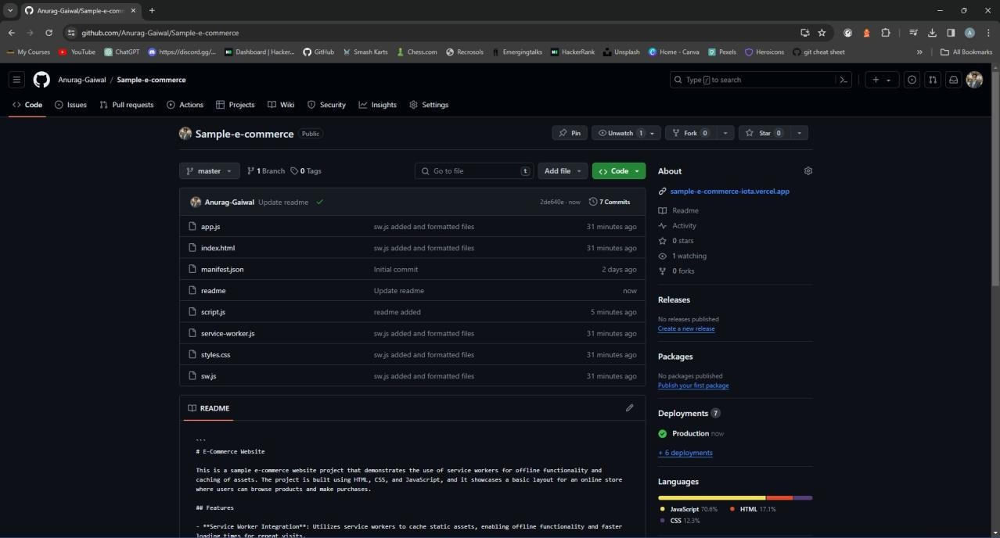 Anurag-Gaiwal/Sample-e-com
github.com/Anurag-Gaiwal/Sample-e-commerce
My Courses YouTube ChatGPT https://discord.gg/... Dashboard | Hacker... GitHub Smash Karts Chess.com Recrosols Emergingtalks HackerRank Unsplash Home - Canva Pexels Heroicons git cheat sheet » All Bookmarks
Anurag-Gaiwal / Sample-e-commerce Type / to search
Code Issues Pull requests Actions Projects Wiki Security Insights Settings
Sample-e-commerce Public Pin Unwatch 1 Fork 0 Star 0
master 1 Branch 0 Tags Go to file t Add file Code
Anurag-Gaiwal Update readme 2de640e · now 7 Commits
app.js sw.js added and formatted files 31 minutes ago
index.html sw.js added and formatted files 31 minutes ago
manifest.json Initial commit 2 days ago
readme Update readme now
script.js readme added 5 minutes ago
service-worker.js sw.js added and formatted files 31 minutes ago
styles.css sw.js added and formatted files 31 minutes ago
sw.js sw.js added and formatted files 31 minutes ago
README
```
# E-Commerce Website
This is a sample e-commerce website project that demonstrates the use of service workers for offline functionality and
caching of assets. The project is built using HTML, CSS, and JavaScript, and it showcases a basic layout for an online store
where users can browse products and make purchases.
## Features
- **Service Worker Integration**: Utilizes service workers to cache static assets, enabling offline functionality and faster
loading times for repeat visits.
About
sample-e-commerce-iota.vercel.app
Readme
Activity
0 stars
1 watching
0 forks
Releases
No releases published
Create a new release
Packages
No packages published
Publish your first package
Deployments 7
Production now
+ 6 deployments
Languages
JavaScript 70.6% HTML 17.1%
CSS 12.3%